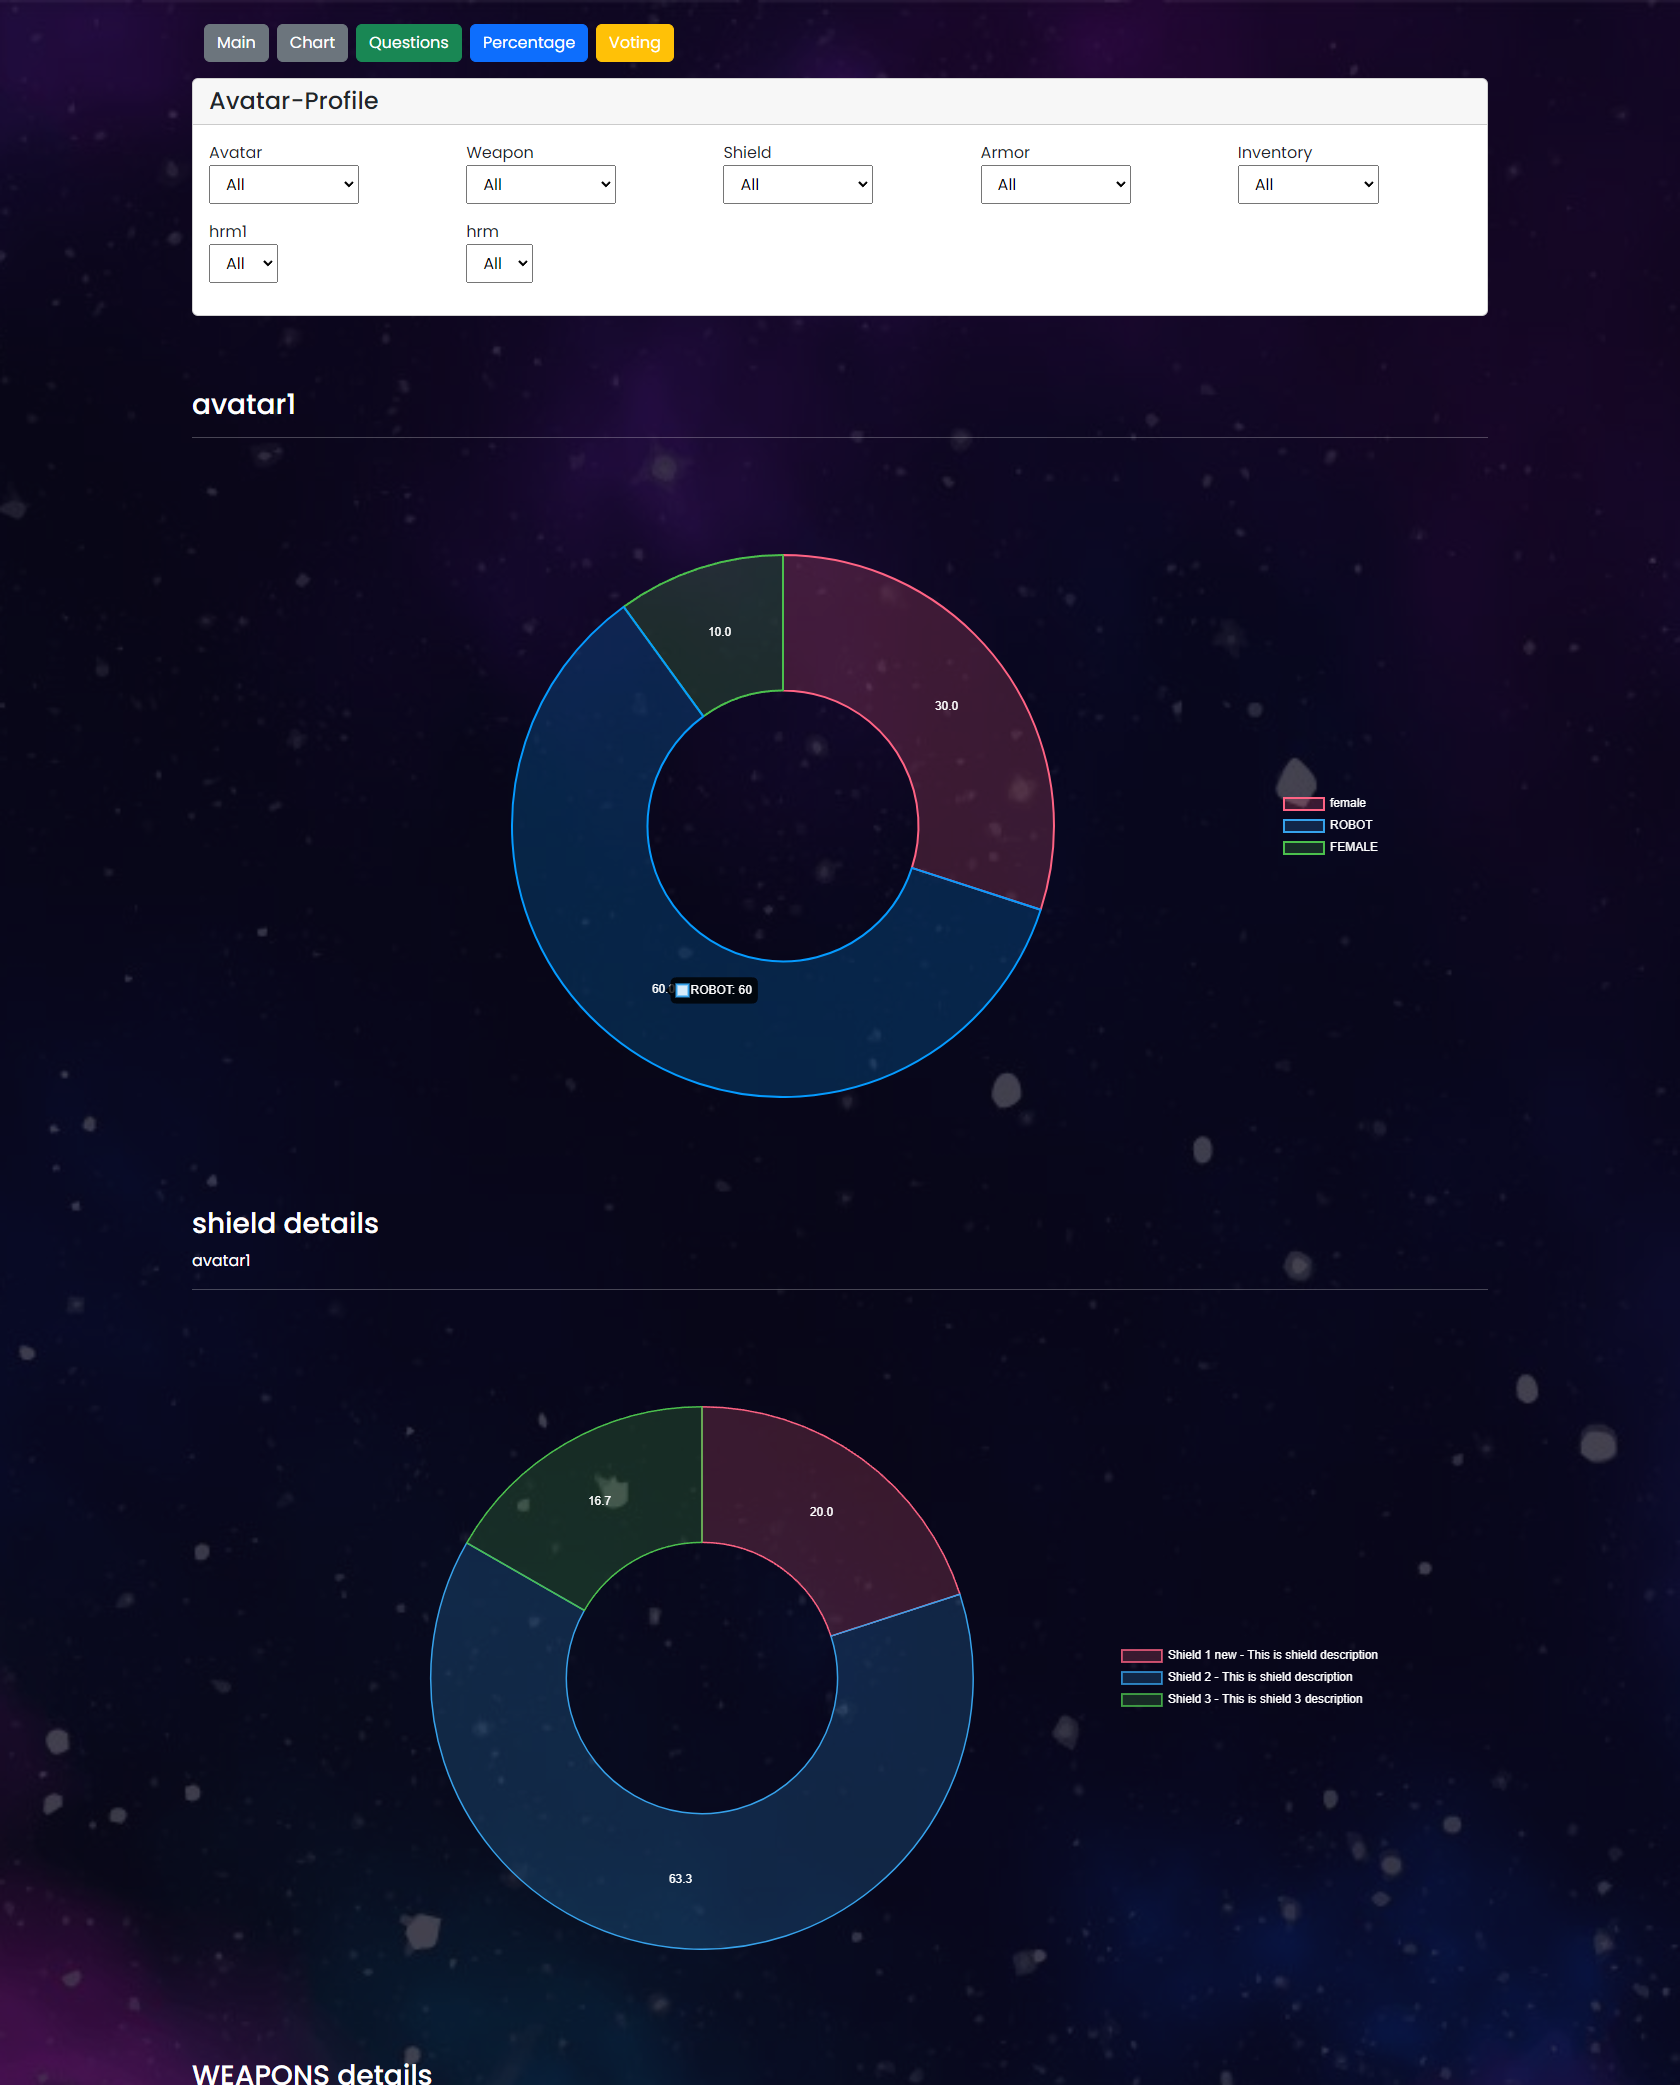 Main Chart Questions Percentage Voting
Avatar-Profile
Avatar Weapon Shield Armor Inventory
All All All All All
hrm1 hrm
All All
avatar1
10.0
30.0
female
ROBOT
FEMALE
60. ROBOT: 60
shield details
avatar1
16.7
20.0
Shield 1 new - This is shield description
Shield 2 - This is shield description
Shield 3 - This is shield 3 description
63.3
WEAPONS details